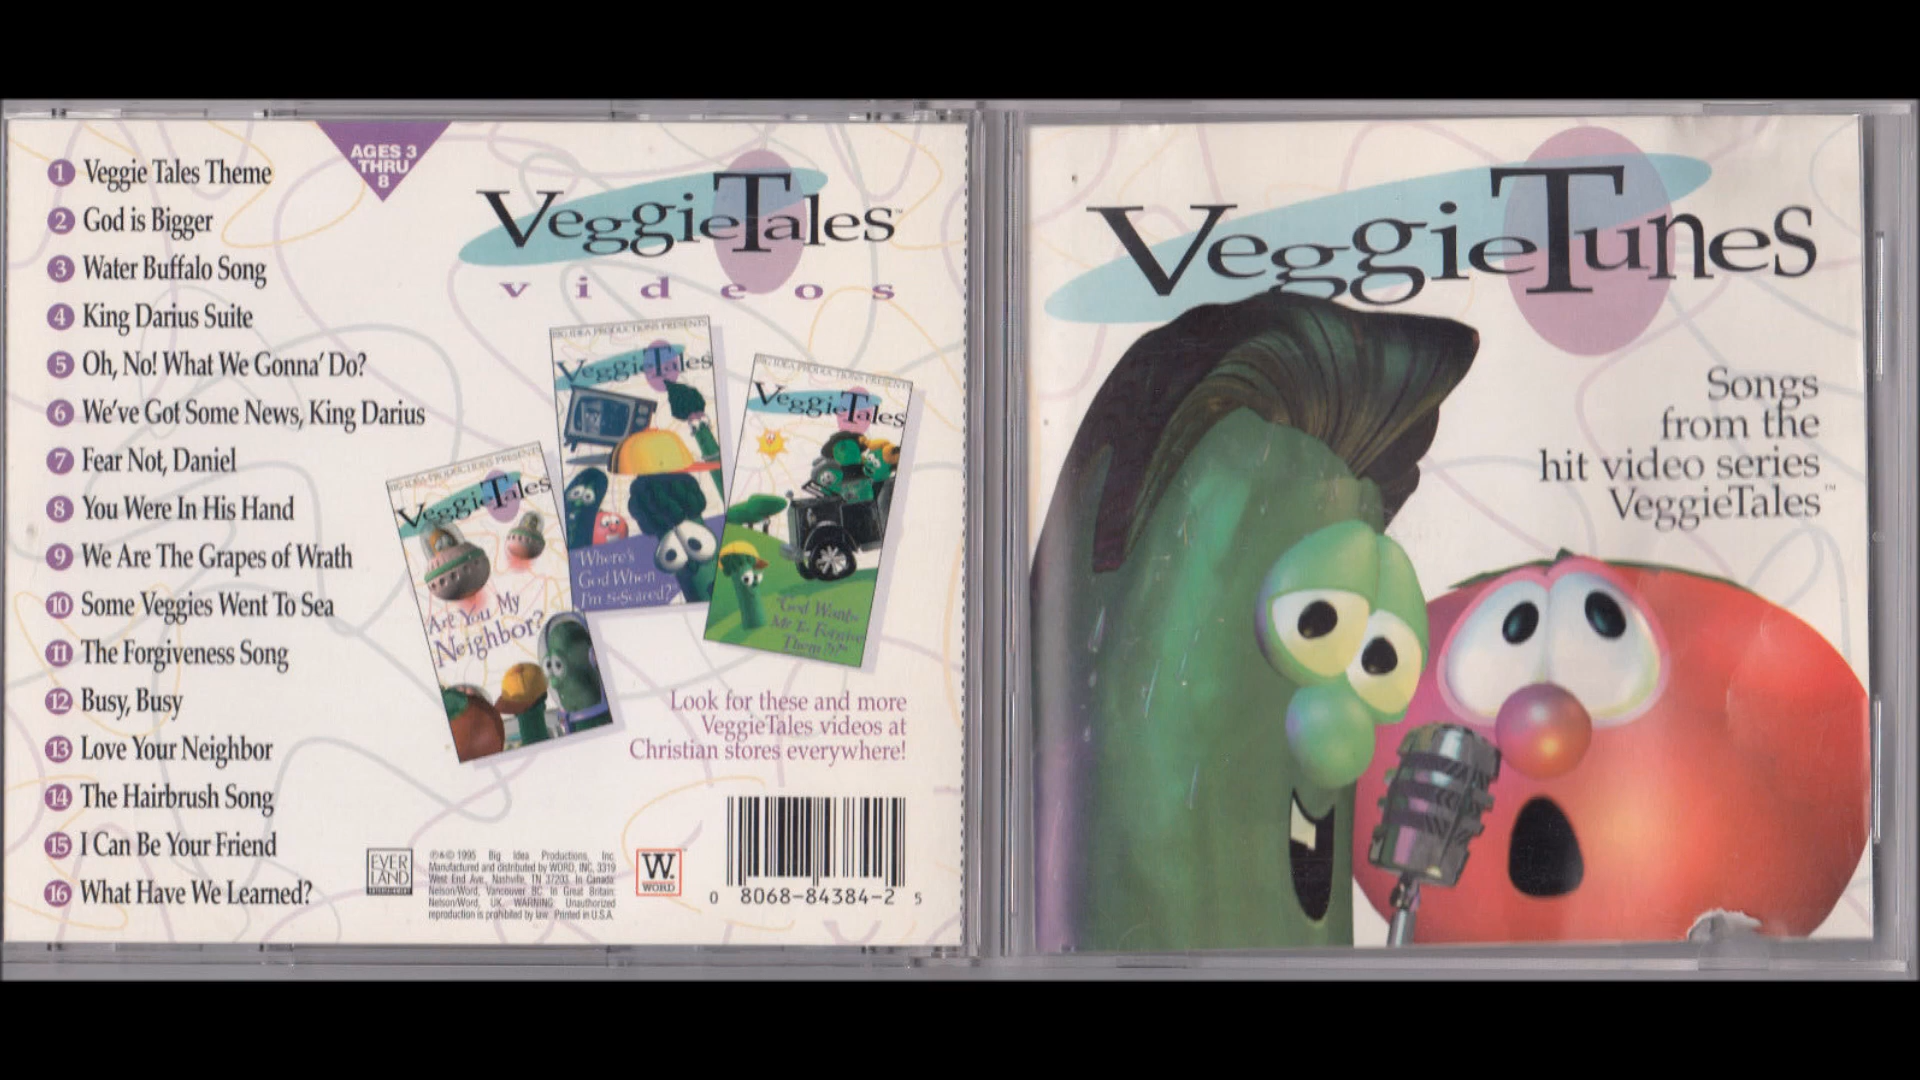 1 Veggie Tales Theme
2 God is Bigger
3 Water Buffalo Song
4 King Darius Suite
5 Oh, No! What We Gonna' Do?
6 We've Got Some News, King Darius
7 Fear Not, Daniel
8 You Were In His Hand
9 We Are The Grapes of Wrath
10 Some Veggies Went To Sea
11 The Forgiveness Song
12 Busy, Busy
13 Love Your Neighbor
14 The Hairbrush Song
15 I Can Be Your Friend
16 What Have We Learned?
AGES 3
THRU
8
VeggieTales™
videos
BIG IDEA PRODUCTIONS PRESENTS
VeggieTales
Are You My
Neighbor?
BIG IDEA PRODUCTIONS PRESENTS
VeggieTales
"Where's
God When
I'm S-Scared?"
BIG IDEA PRODUCTIONS PRESENTS
VeggieTales
"God Wants
Me To Forgive
Them?!?"
Look for these and more
VeggieTales videos at
Christian stores everywhere!
EVER
LAND
ENTERTAINMENT
℗&© 1995 Big Idea Productions, Inc.
Manufactured and distributed by WORD, INC. 3319
West End Ave., Nashville, TN 37203. In Canada:
Nelson/Word, Vancouver BC. In Great Britain:
Nelson/Word, UK. WARNING: Unauthorized
reproduction is prohibited by law. Printed in U.S.A.
W.
WORD
0 8068-84384-2 5
VeggieTunes
Songs
from the
hit video series
VeggieTales™